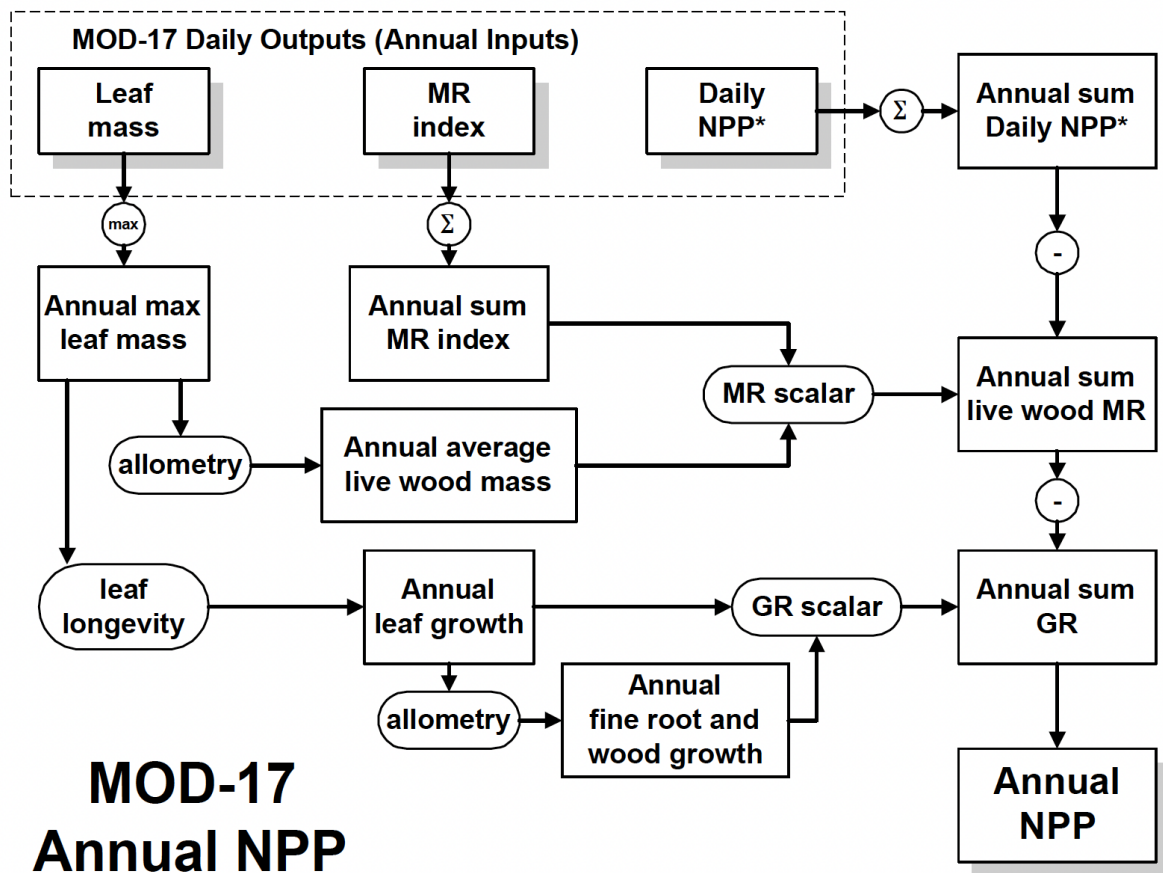 MOD-17 Daily Outputs (Annual Inputs)
Leaf
mass
MR
index
Daily
NPP*
Σ
Annual sum
Daily NPP*
max
Σ
-
Annual max
leaf mass
Annual sum
MR index
MR scalar
Annual sum
live wood MR
allometry
Annual average
live wood mass
-
leaf
longevity
Annual
leaf growth
GR scalar
Annual sum
GR
allometry
Annual
fine root and
wood growth
MOD-17
Annual NPP
Annual
NPP